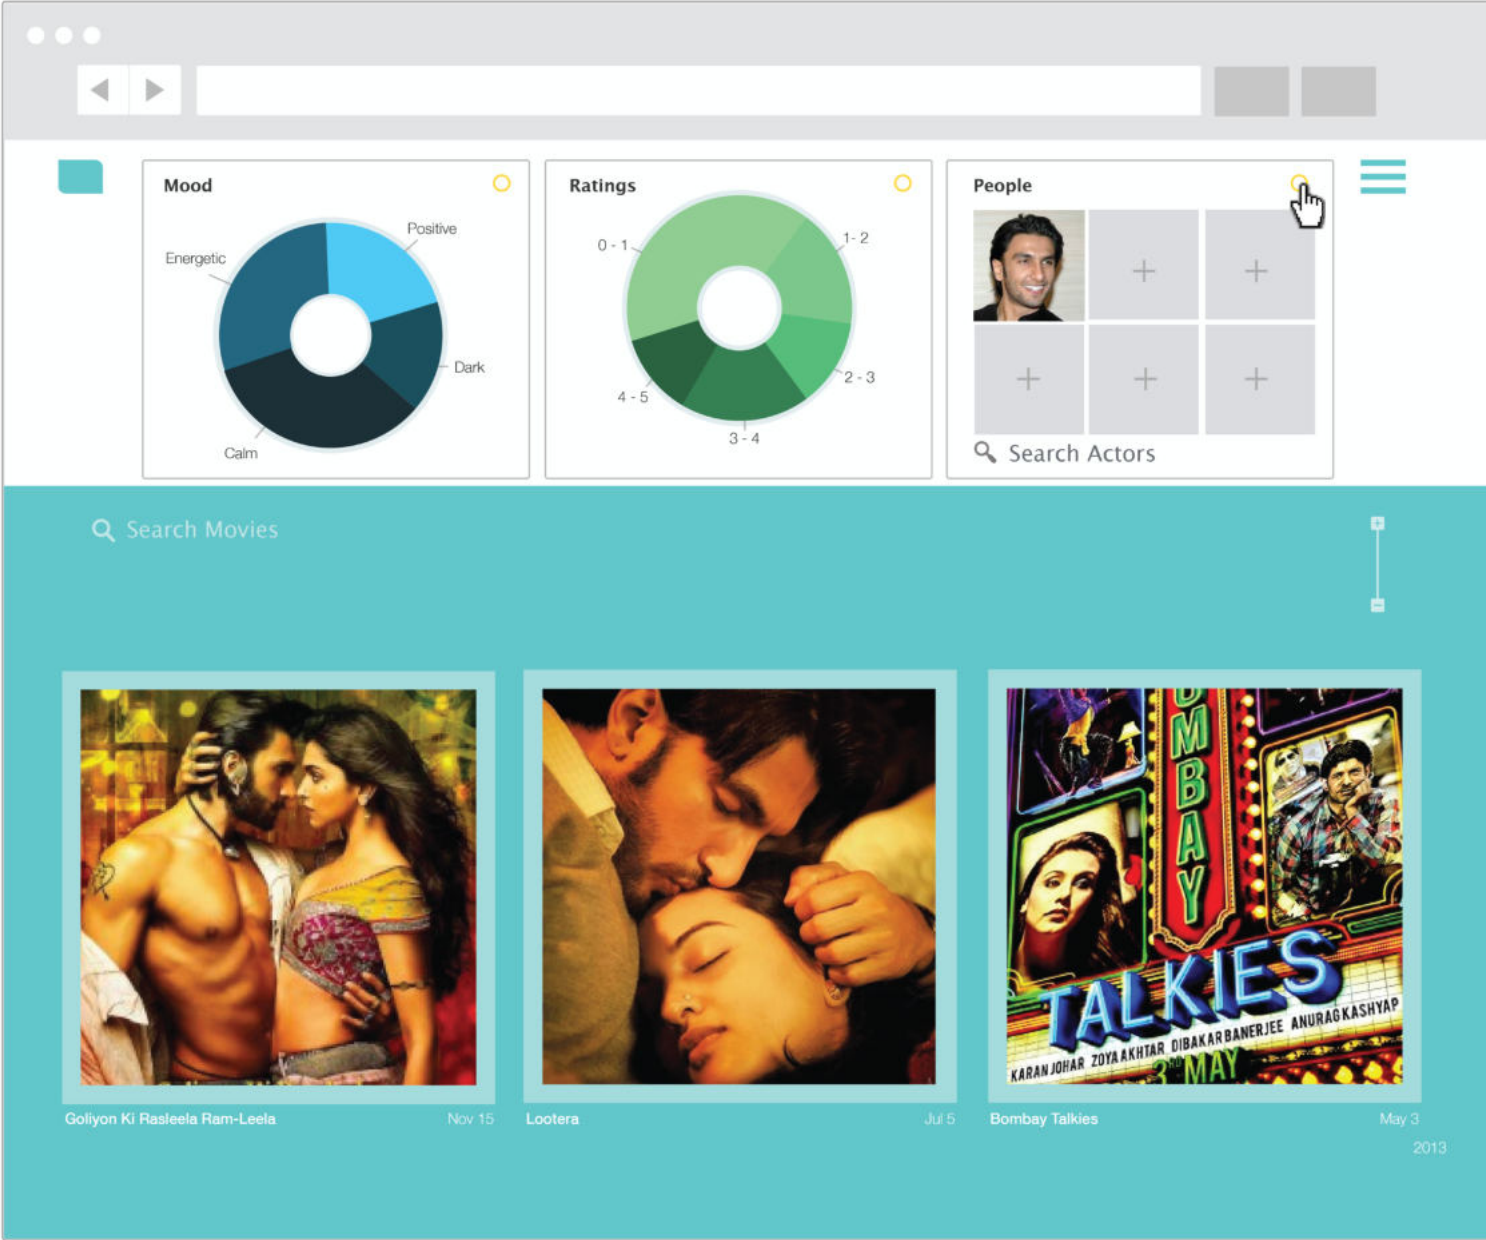 Mood
Positive
Energetic
Dark
Calm
Ratings
0 - 1
1- 2
2 - 3
4 - 5
3 - 4
People
+
+
+
+
+
Search Actors
Search Movies
MBAY
TALKIES
KARAN JOHAR ZOYA AKHTAR DIBAKAR BANERJEE ANURAG KASHYAP
3RD MAY
Goliyon Ki Rasleela Ram-Leela
Nov 15
Lootera
Jul 5
Bombay Talkies
May 3
2013